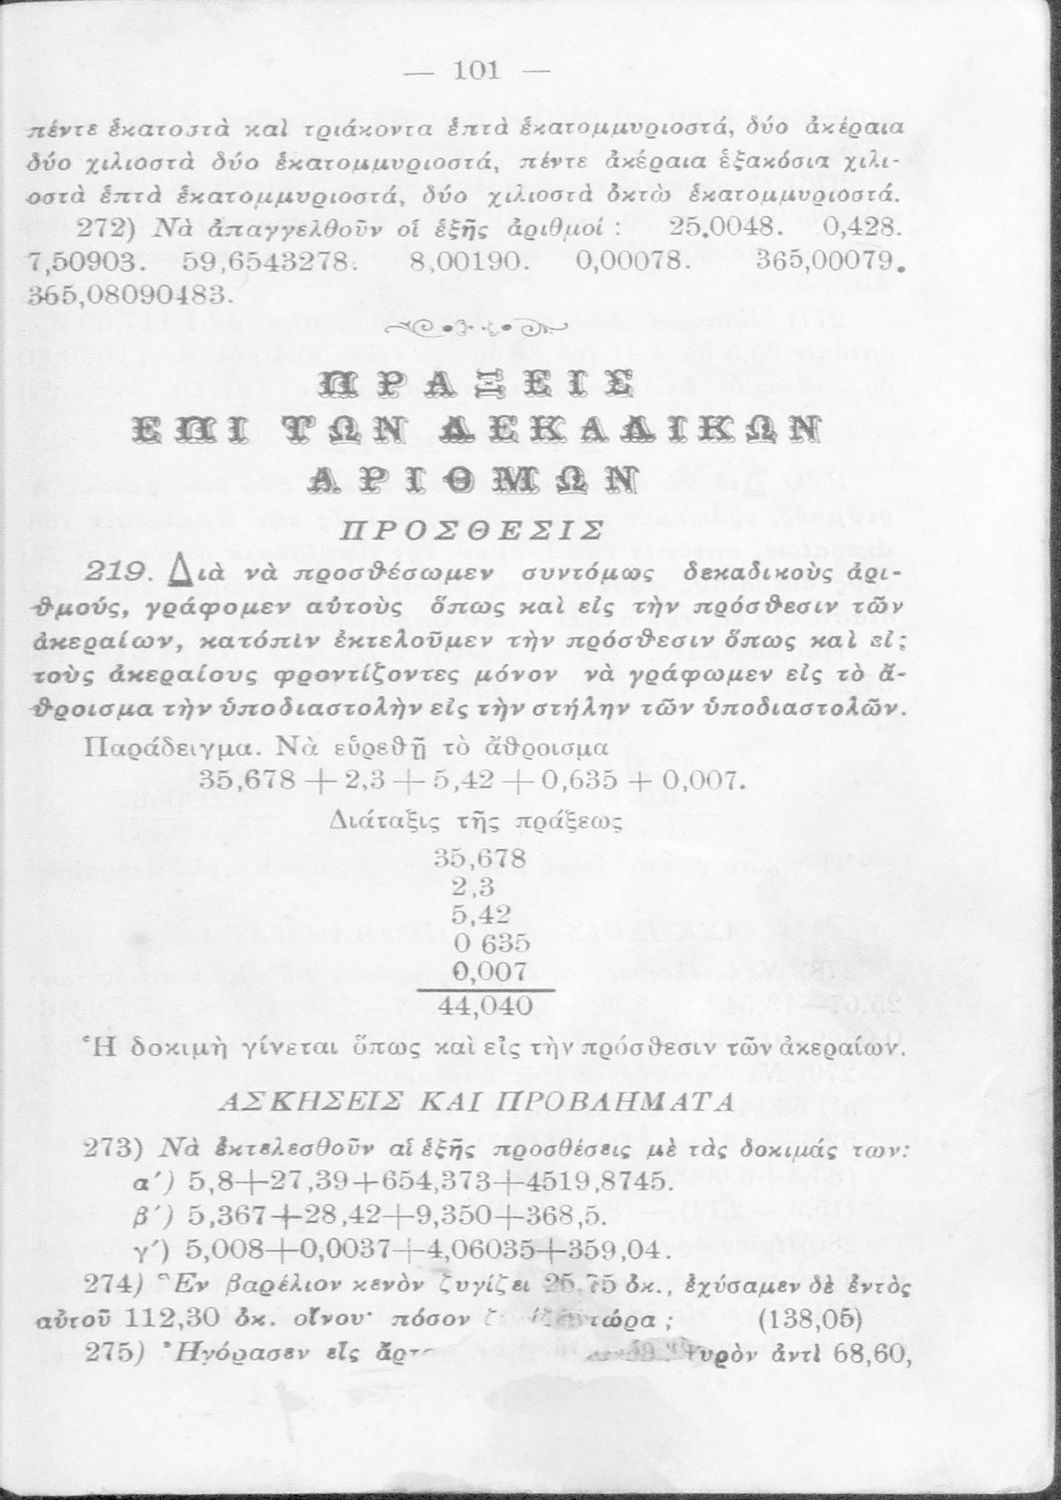 — 101 —
πέντε ἑκατοστὰ καὶ τριάκοντα ἑπτὰ ἑκατομμυριοστά, δύο ἀκέραια
δύο χιλιοστὰ δύο ἑκατομμυριοστά, πέντε ἀκέραια ἑξακόσια χιλι-
οστὰ ἑπτὰ ἑκατομμυριοστά, δύο χιλιοστὰ ὀκτὼ ἑκατομμυριοστά.
272) Νὰ ἀπαγγελθοῦν οἱ ἑξῆς ἀριθμοί : 25.0048. 0,428.
7,50903. 59,6543278. 8,00190. 0,00078. 365,00079.
365,08090483.
ΠΡΑΞΕΙΣ
ΕΠΙ ΤΩΝ ΔΕΚΑΔΙΚΩΝ
ΑΡΙΘΜΩΝ
ΠΡΟΣΘΕΣΙΣ
219. Διὰ νὰ προσθέσωμεν συντόμως δεκαδικοὺς ἀρι-
θμούς, γράφομεν αὐτοὺς ὅπως καὶ εἰς τὴν πρόσθεσιν τῶν
ἀκεραίων, κατόπιν ἐκτελοῦμεν τὴν πρόσθεσιν ὅπως καὶ εἰς
τοὺς ἀκεραίους φροντίζοντες μόνον νὰ γράφωμεν εἰς τὸ ἄ-
θροισμα τὴν ὑποδιαστολὴν εἰς τὴν στήλην τῶν ὑποδιαστολῶν.
Παράδειγμα. Νὰ εὑρεθῇ τὸ ἄθροισμα
35,678 + 2,3 + 5,42 + 0,635 + 0,007.
Διάταξις τῆς πράξεως
35,678
2,3
5,42
0 635
0,007
44,040
Ἡ δοκιμὴ γίνεται ὅπως καὶ εἰς τὴν πρόσθεσιν τῶν ἀκεραίων.
ΑΣΚΗΣΕΙΣ ΚΑΙ ΠΡΟΒΛΗΜΑΤΑ
273) Νὰ ἐκτελεσθοῦν αἱ ἑξῆς προσθέσεις μὲ τὰς δοκιμάς των:
α′) 5,8+27,39+654,373+4519,8745.
β′) 5,367+28,42+9,350+368,5.
γ′) 5,008+0,0037+4,06035+359,04.
274) Ἓν βαρέλιον κενὸν ζυγίζει 25.75 ὀκ., ἐχύσαμεν δὲ ἐντὸς
αὐτοῦ 112,30 ὀκ. οἴνου· πόσον τώρα ; (138,05)
275) Ἠγόρασεν εἷς τυρὸν ἀντὶ 68,60,